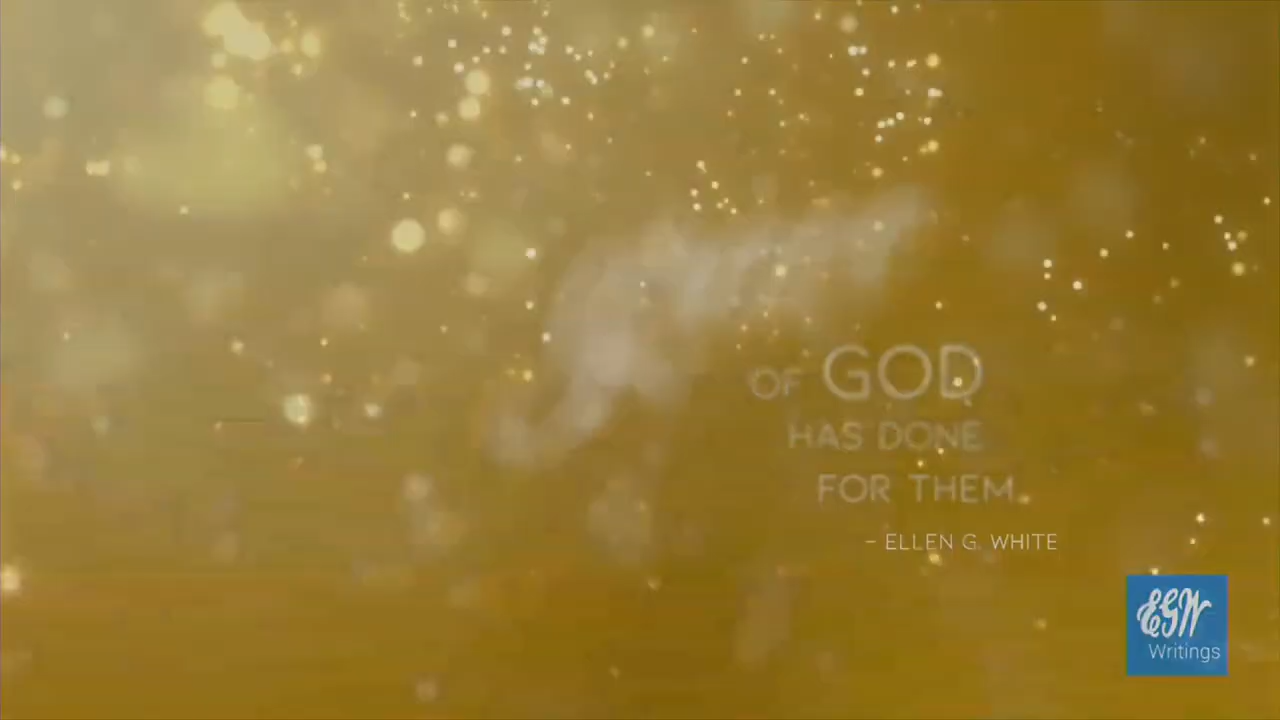 OF GOD
HAS DONE
FOR THEM.
- ELLEN G. WHITE
EGW
Writings